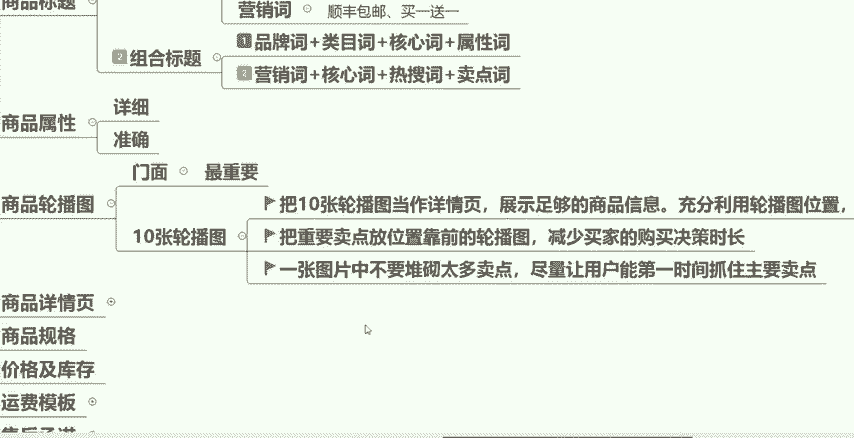 商品标题
营销词 顺丰包邮、买一送一
1 品牌词+类目词+核心词+属性词
2 组合标题
2 营销词+核心词+热搜词+卖点词
详细
商品属性
准确
门面 最重要
商品轮播图
把10张轮播图当作详情页，展示足够的商品信息。充分利用轮播图位置，
10张轮播图
把重要卖点放位置靠前的轮播图，减少买家的购买决策时长
一张图片中不要堆砌太多卖点，尽量让用户能第一时间抓住主要卖点
商品详情页
商品规格
价格及库存
运费模板
售后承诺